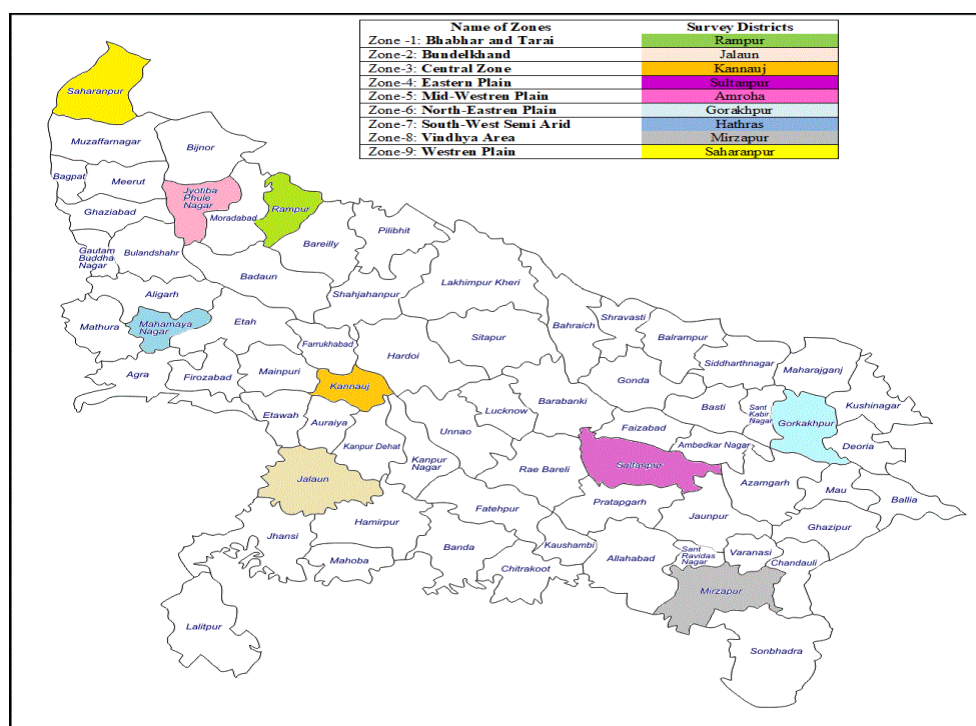 Name of Zones Survey Districts
Zone -1: Bhabhar and Tarai Rampur
Zone-2: Bundelkhand Jalaun
Zone-3: Central Zone Kannauj
Zone-4: Eastern Plain Sultanpur
Zone-5: Mid-Westren Plain Amroha
Zone-6: North-Eastren Plain Gorakhpur
Zone-7: South-West Semi Arid Hathras
Zone-8: Vindhya Area Mirzapur
Zone-9: Westren Plain Saharanpur
Saharanpur
Muzaffarnagar
Bijnor
Bagpat
Meerut
Jyotiba
Phule
Nagar
Moradabad
Rampur
Ghaziabad
Bareilly
Pilibhit
Gautam
Buddha
Nagar
Bulandshahr
Badaun
Lakhimpur Kheri
Shahjahanpur
Aligarh
Mathura
Mahamaya
Nagar
Etah
Farrukhabad
Hardoi
Sitapur
Bahraich
Shravasti
Balrampur
Siddharthnagar
Maharajganj
Agra
Firozabad
Mainpuri
Kannauj
Gonda
Barabanki
Lucknow
Basti
Sant
Kabir
Nagar
Gorkakhpur
Kushinagar
Etawah
Auraiya
Unnao
Faizabad
Ambedkar Nagar
Deoria
Kanpur Dehat
Kanpur
Nagar
Rae Bareli
Sultanpur
Azamgarh
Mau
Ballia
Jalaun
Hamirpur
Fatehpur
Pratapgarh
Jaunpur
Ghazipur
Jhansi
Mahoba
Banda
Kaushambi
Chitrakoot
Allahabad
Sant
Ravidas
Nagar
Varanasi
Chandauli
Mirzapur
Lalitpur
Sonbhadra